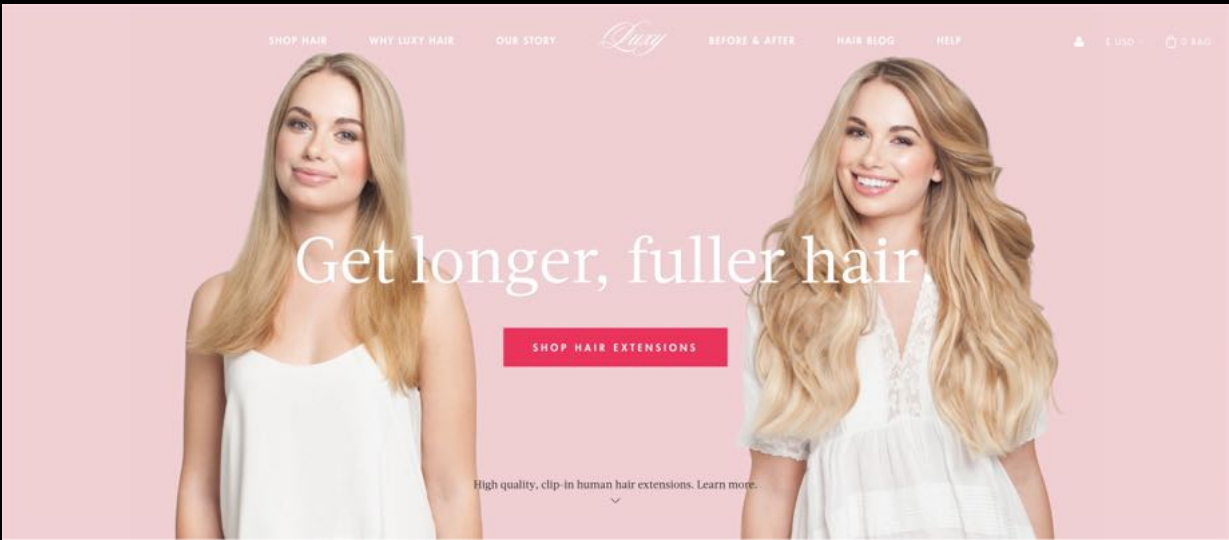 SHOP HAIR WHY LUXY HAIR OUR STORY Luxy BEFORE & AFTER HAIR BLOG HELP £ USD 0 BAG
Get longer, fuller hair.
SHOP HAIR EXTENSIONS
High quality, clip-in human hair extensions. Learn more.